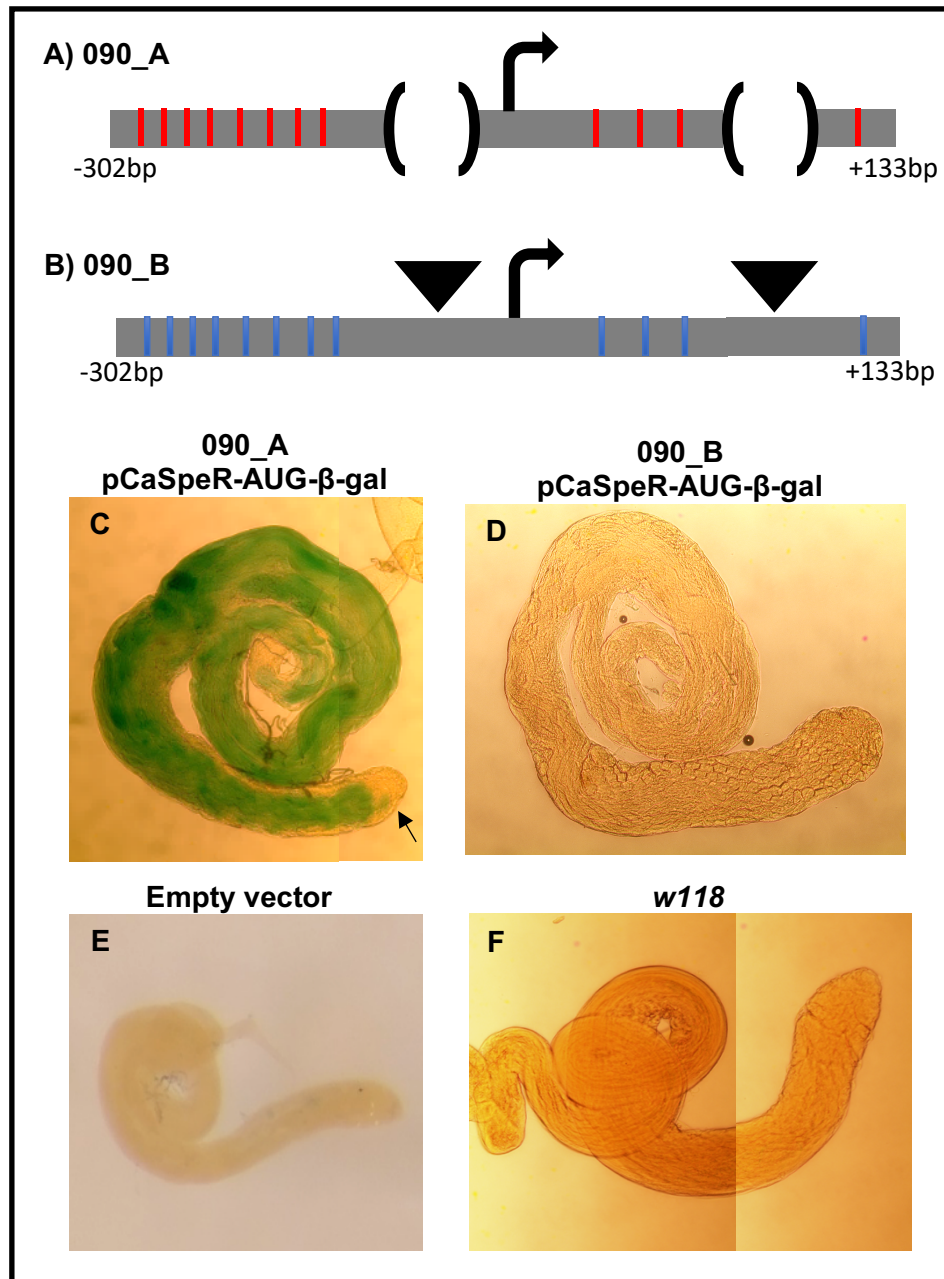 A) 090_A
-302bp
+133bp
B) 090_B
-302bp
+133bp
090_A
pCaSpeR-AUG-β-gal
090_B
pCaSpeR-AUG-β-gal
C
D
Empty vector
w118
E
F